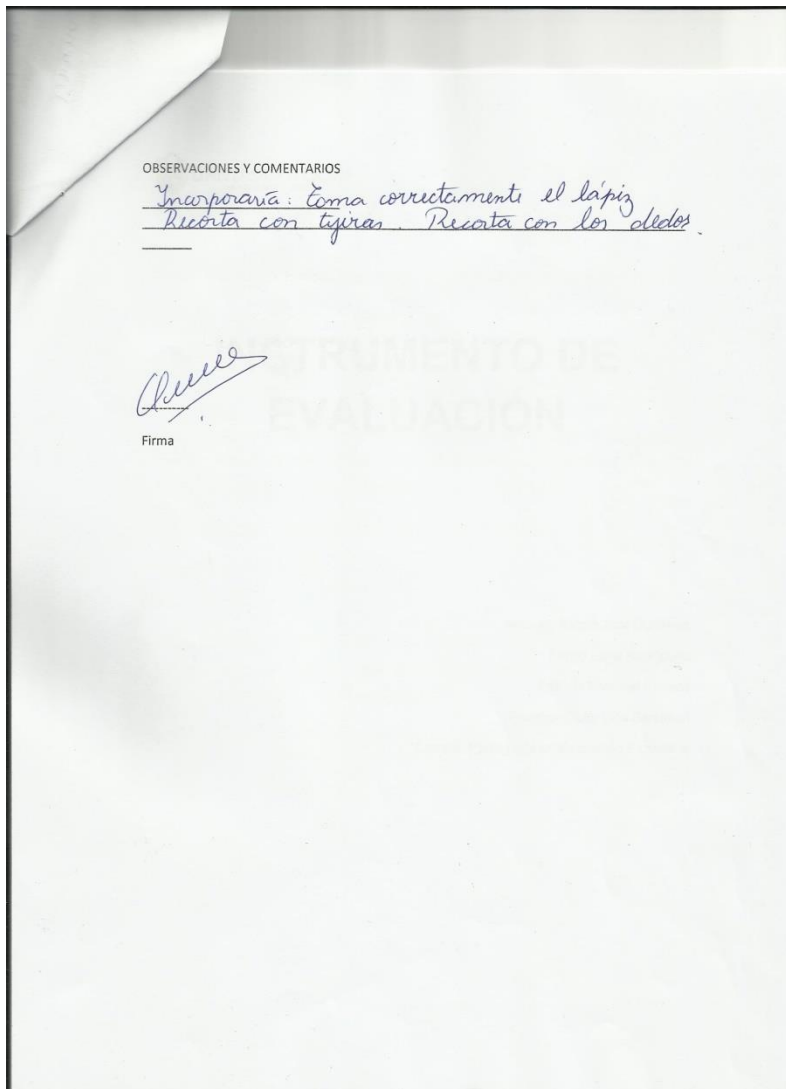 OBSERVACIONES Y COMENTARIOS
Incorporaría: Toma correctamente el lápiz
Recorta con tijeras. Recorta con los dedos.
Firma
INSTRUMENTO DE
EVALUACIÓN